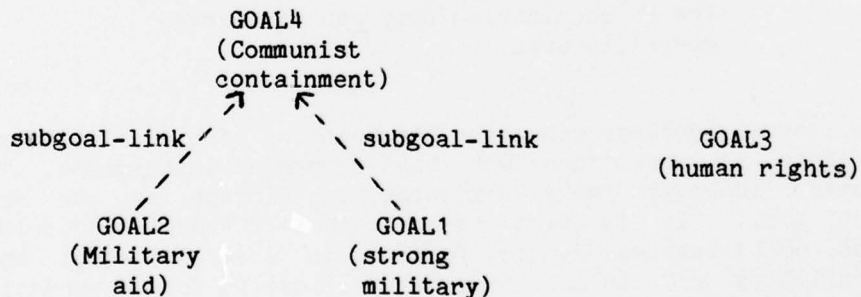 GOAL4
(Communist
containment)
subgoal-link
subgoal-link
GOAL3
(human rights)
GOAL2
(Military
aid)
GOAL1
(strong
military)